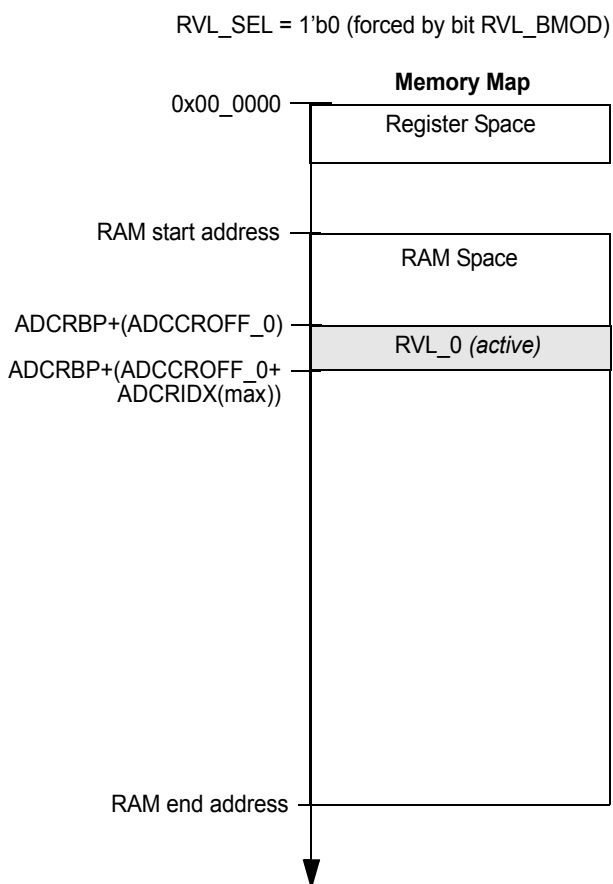 RVL_SEL = 1'b0 (forced by bit RVL_BMOD)
Memory Map
0x00_0000
Register Space
RAM start address
RAM Space
ADCRBP+(ADCCROFF_0)
RVL_0 (active)
ADCRBP+(ADCCROFF_0+
ADCRIDX(max))
RAM end address